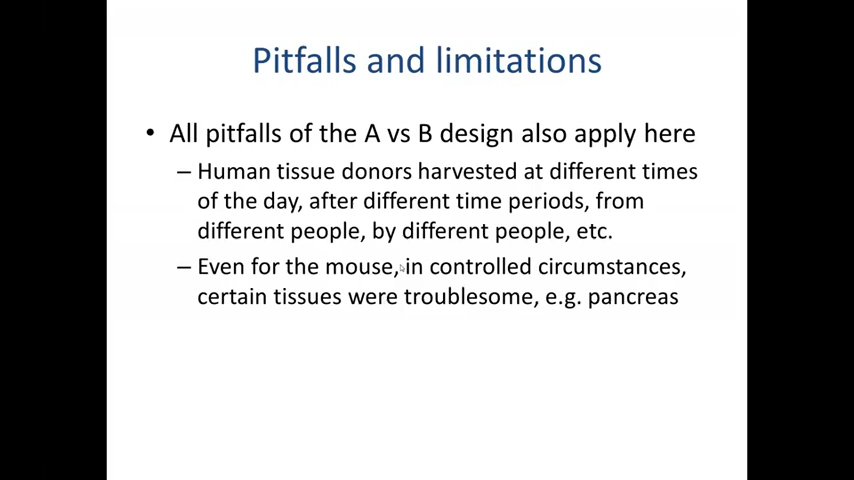 Pitfalls and limitations
• All pitfalls of the A vs B design also apply here
– Human tissue donors harvested at different times
of the day, after different time periods, from
different people, by different people, etc.
– Even for the mouse, in controlled circumstances,
certain tissues were troublesome, e.g. pancreas